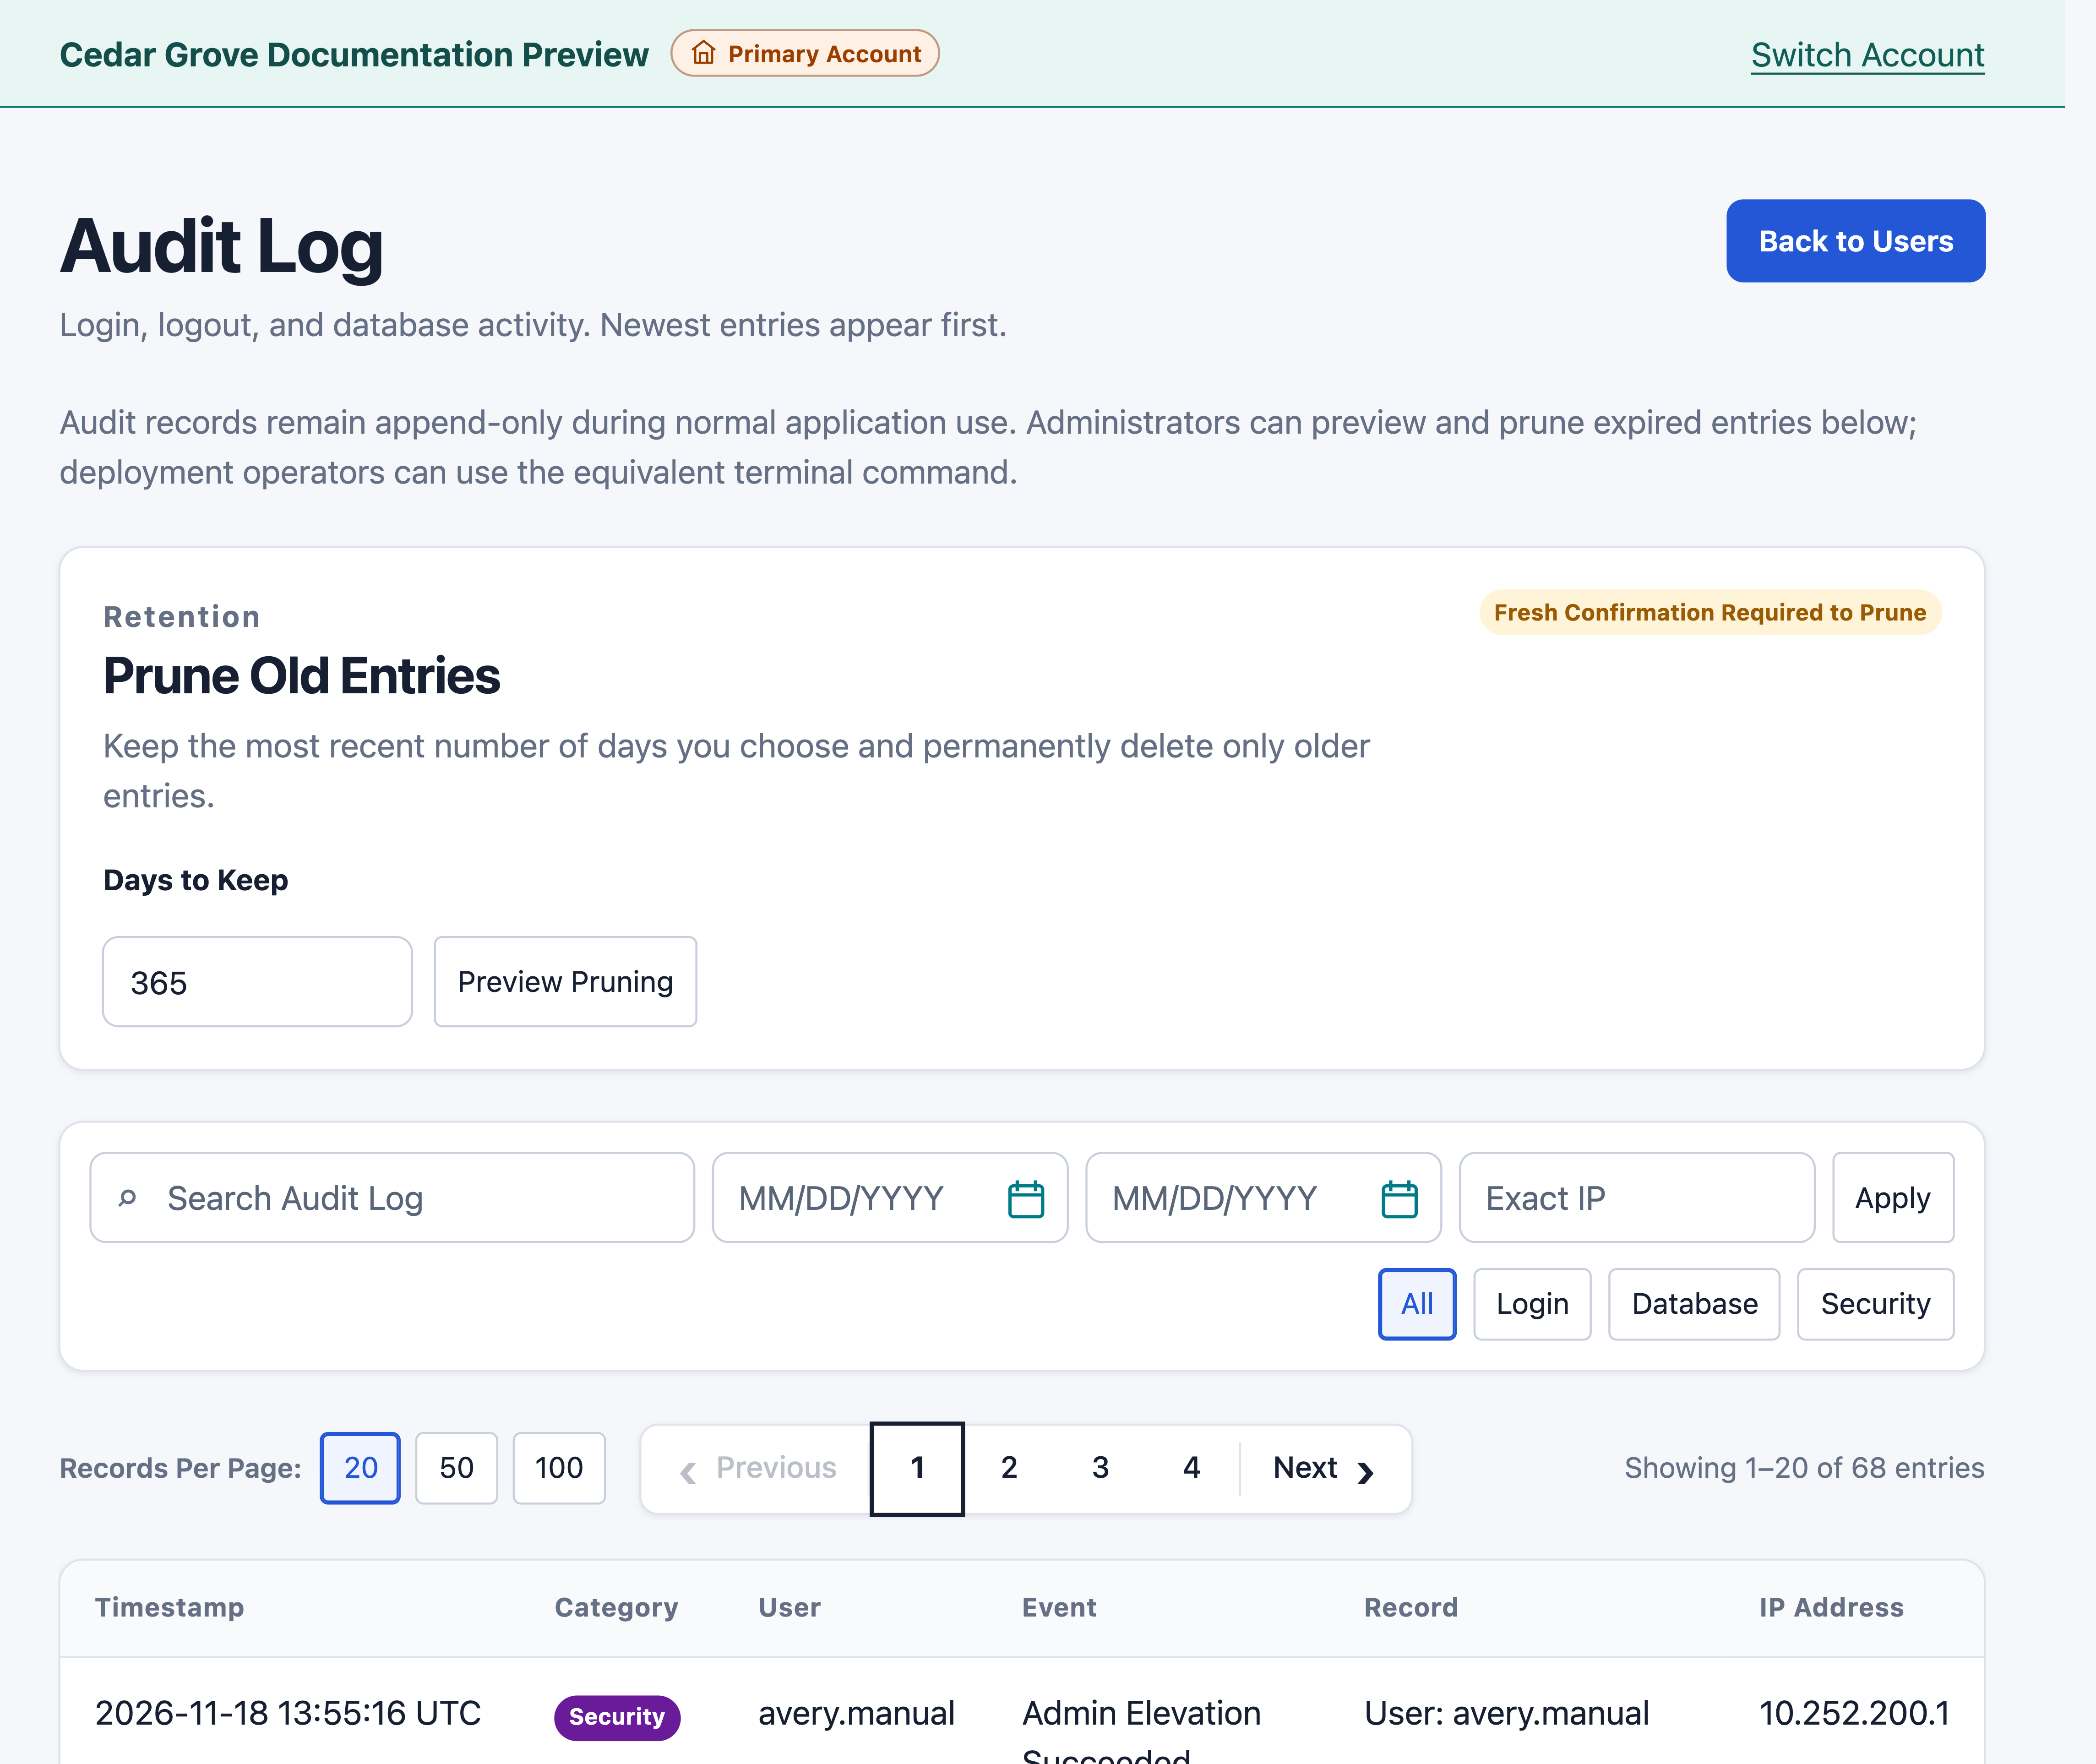 Cedar Grove Documentation Preview
Primary Account
Switch Account
Audit Log
Back to Users
Login, logout, and database activity. Newest entries appear first.
Audit records remain append-only during normal application use. Administrators can preview and prune expired entries below;
deployment operators can use the equivalent terminal command.
Retention
Fresh Confirmation Required to Prune
Prune Old Entries
Keep the most recent number of days you choose and permanently delete only older
entries.
Days to Keep
365
Preview Pruning
Search Audit Log
MM/DD/YYYY
MM/DD/YYYY
Exact IP
Apply
All
Login
Database
Security
Records Per Page:
20
50
100
‹ Previous
1
2
3
4
Next ›
Showing 1–20 of 68 entries
Timestamp
Category
User
Event
Record
IP Address
2026-11-18 13:55:16 UTC
Security
avery.manual
Admin Elevation
Succeeded
User: avery.manual
10.252.200.1